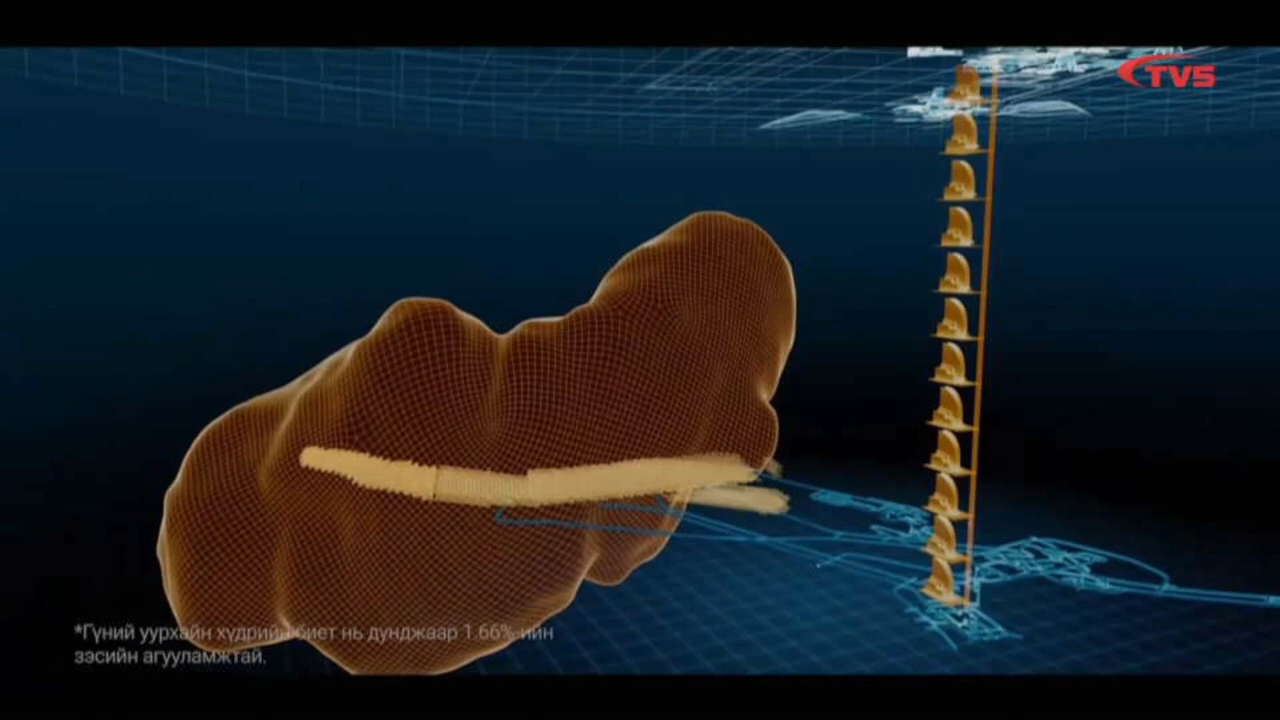 TV5
*Гүний уурхайн хүдрийн биет нь дунджаар 1.66%-ийн
зэсийн агууламжтай.